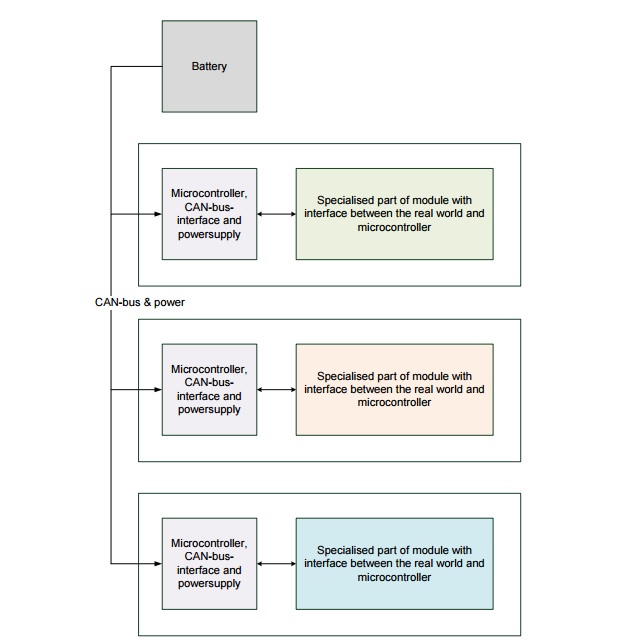 Battery
Microcontroller,
CAN-bus-
interface and
powersupply
Specialised part of module with
interface between the real world and
microcontroller
CAN-bus & power
Microcontroller,
CAN-bus-
interface and
powersupply
Specialised part of module with
interface between the real world and
microcontroller
Microcontroller,
CAN-bus-
interface and
powersupply
Specialised part of module with
interface between the real world and
microcontroller